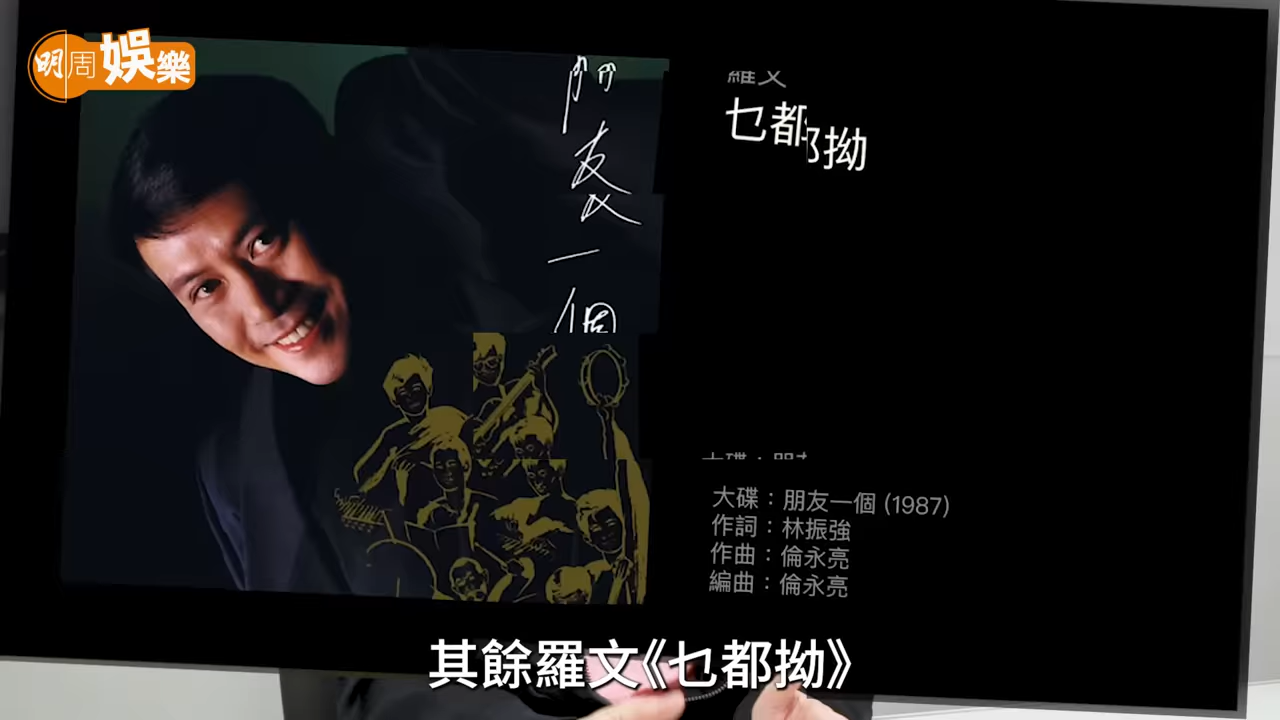 明周娛樂
朋友一個
羅文
乜都拗
大碟：朋友一個 (1987)
作詞：林振強
作曲：倫永亮
編曲：倫永亮
其餘羅文《乜都拗》